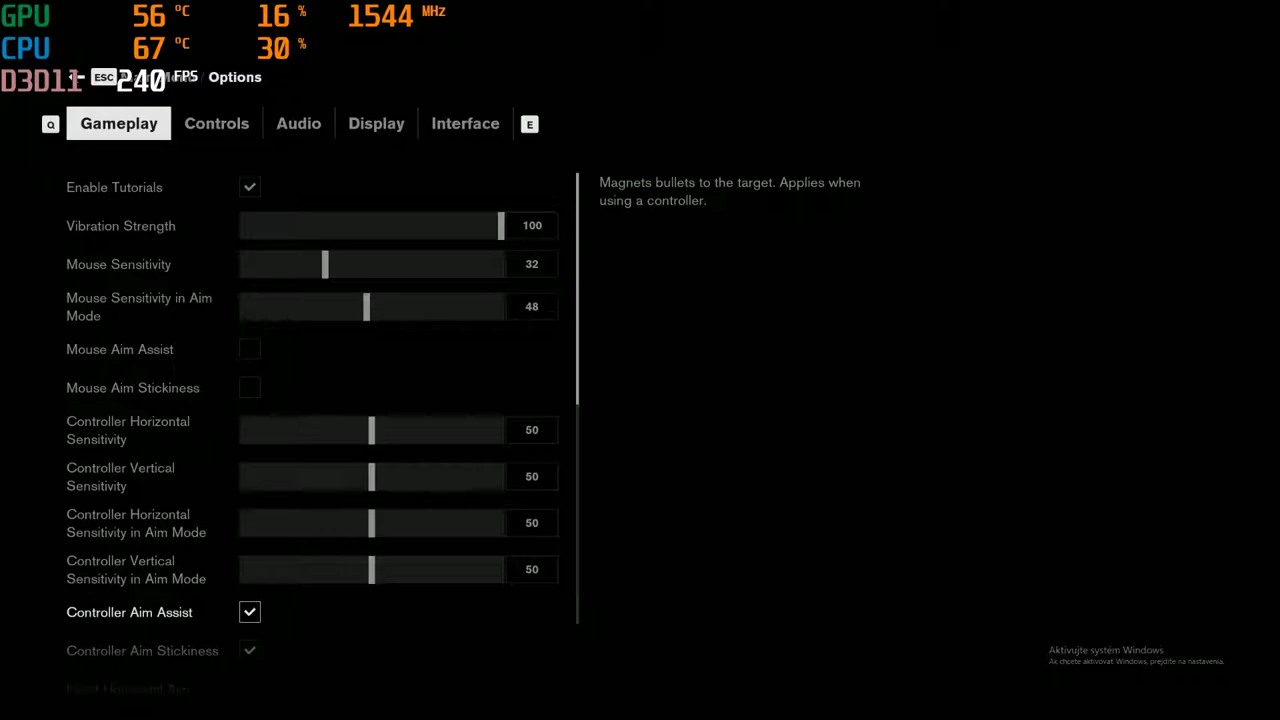 GPU 56 °C 16 % 1544 MHz
CPU 67 °C 30 %
D3D11 240 FPS
ESC Options
Q Gameplay Controls Audio Display Interface E
Enable Tutorials
Vibration Strength 100
Mouse Sensitivity 32
Mouse Sensitivity in Aim
Mode
48
Mouse Aim Assist
Mouse Aim Stickiness
Controller Horizontal
Sensitivity
50
Controller Vertical
Sensitivity
50
Controller Horizontal
Sensitivity in Aim Mode
50
Controller Vertical
Sensitivity in Aim Mode
50
Controller Aim Assist
Controller Aim Stickiness
Magnets bullets to the target. Applies when
using a controller.
Aktivujte systém Windows
Ak chcete aktivovať Windows, prejdite na nastavenia.